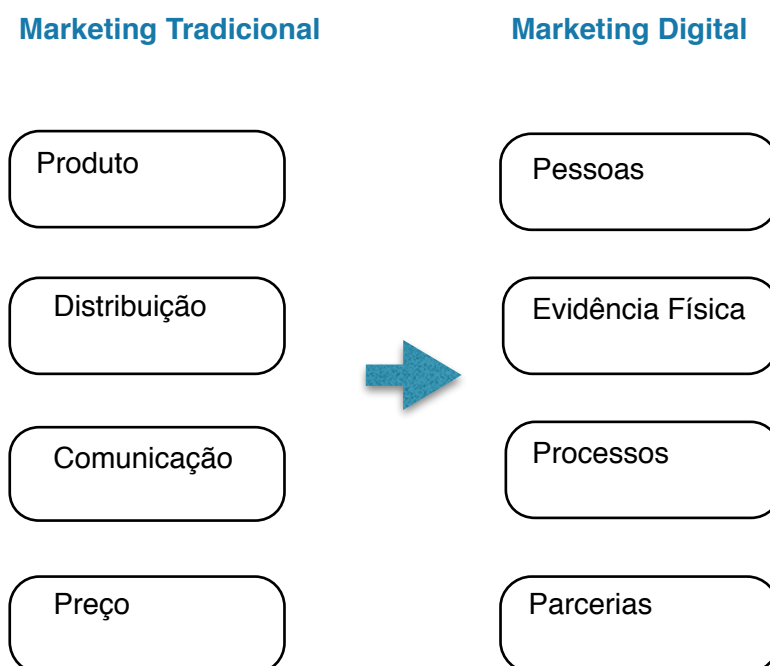 Marketing Tradicional
Marketing Digital
Produto
Pessoas
Distribuição
Evidência Física
Comunicação
Processos
Preço
Parcerias